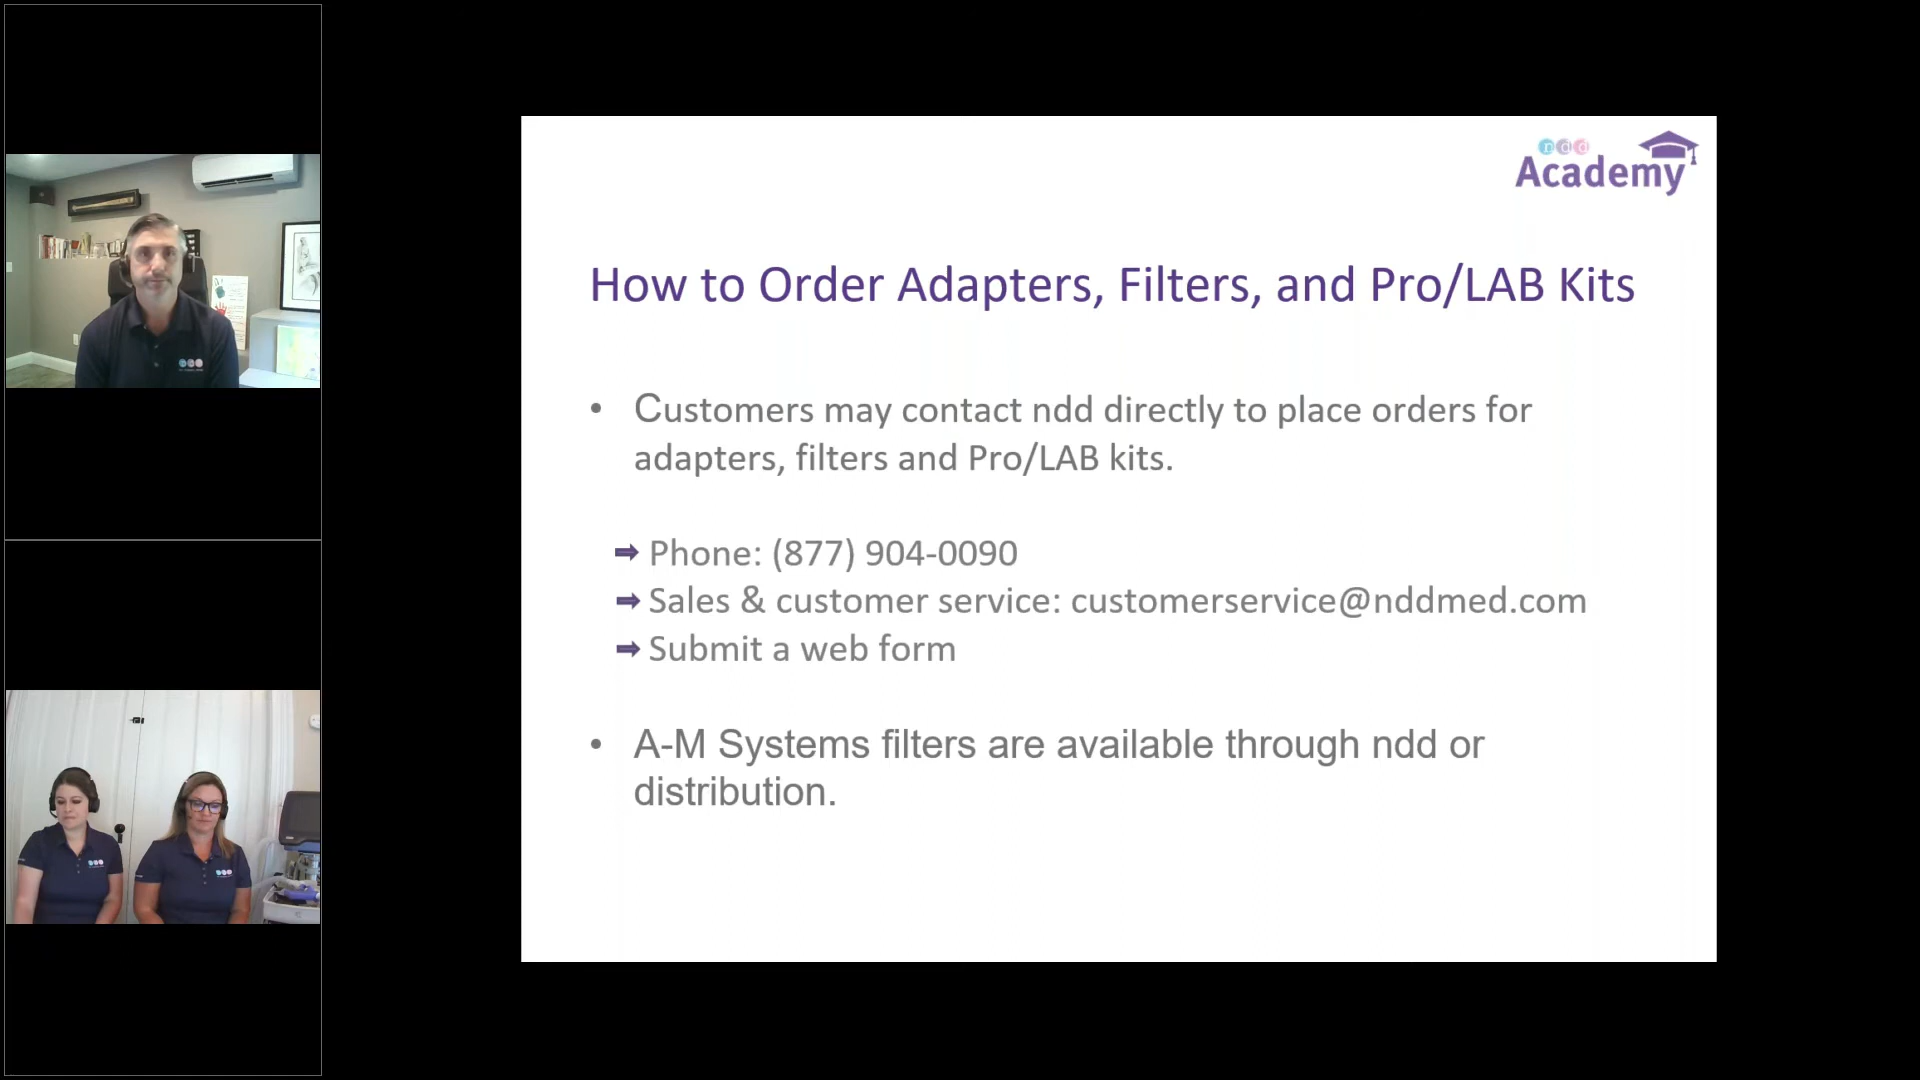 ndd
Academy
How to Order Adapters, Filters, and Pro/LAB Kits
• Customers may contact ndd directly to place orders for
adapters, filters and Pro/LAB kits.
➡ Phone: (877) 904-0090
➡ Sales & customer service: customerservice@nddmed.com
➡ Submit a web form
• A-M Systems filters are available through ndd or
distribution.